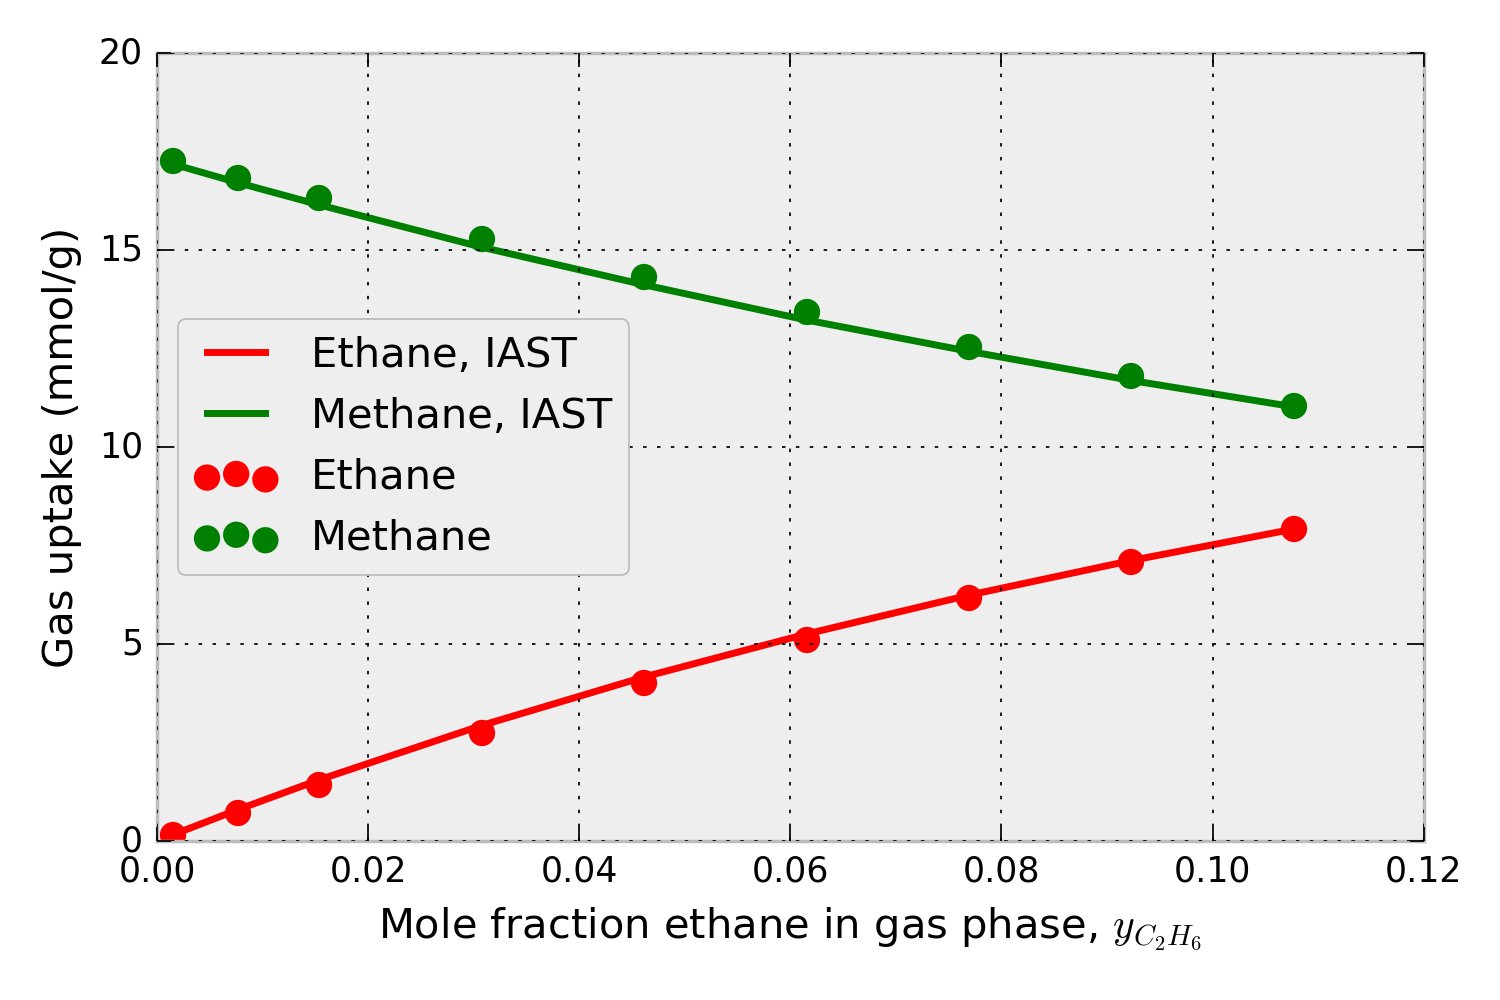 20
15
10
5
0
Gas uptake (mmol/g)
Ethane, IAST
Methane, IAST
Ethane
Methane
0.00 0.02 0.04 0.06 0.08 0.10 0.12
Mole fraction ethane in gas phase, $y_{C_2H_6}$